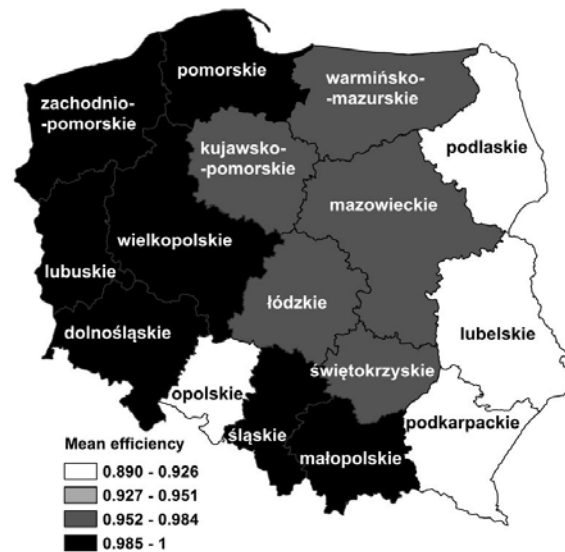 pomorskie
warmińsko-
-mazurskie
zachodnio-
-pomorskie
kujawsko-
-pomorskie
podlaskie
mazowieckie
wielkopolskie
lubuskie
łódzkie
dolnośląskie
lubelskie
świętokrzyskie
opolskie
podkarpackie
śląskie
małopolskie
Mean efficiency
0.890 - 0.926
0.927 - 0.951
0.952 - 0.984
0.985 - 1